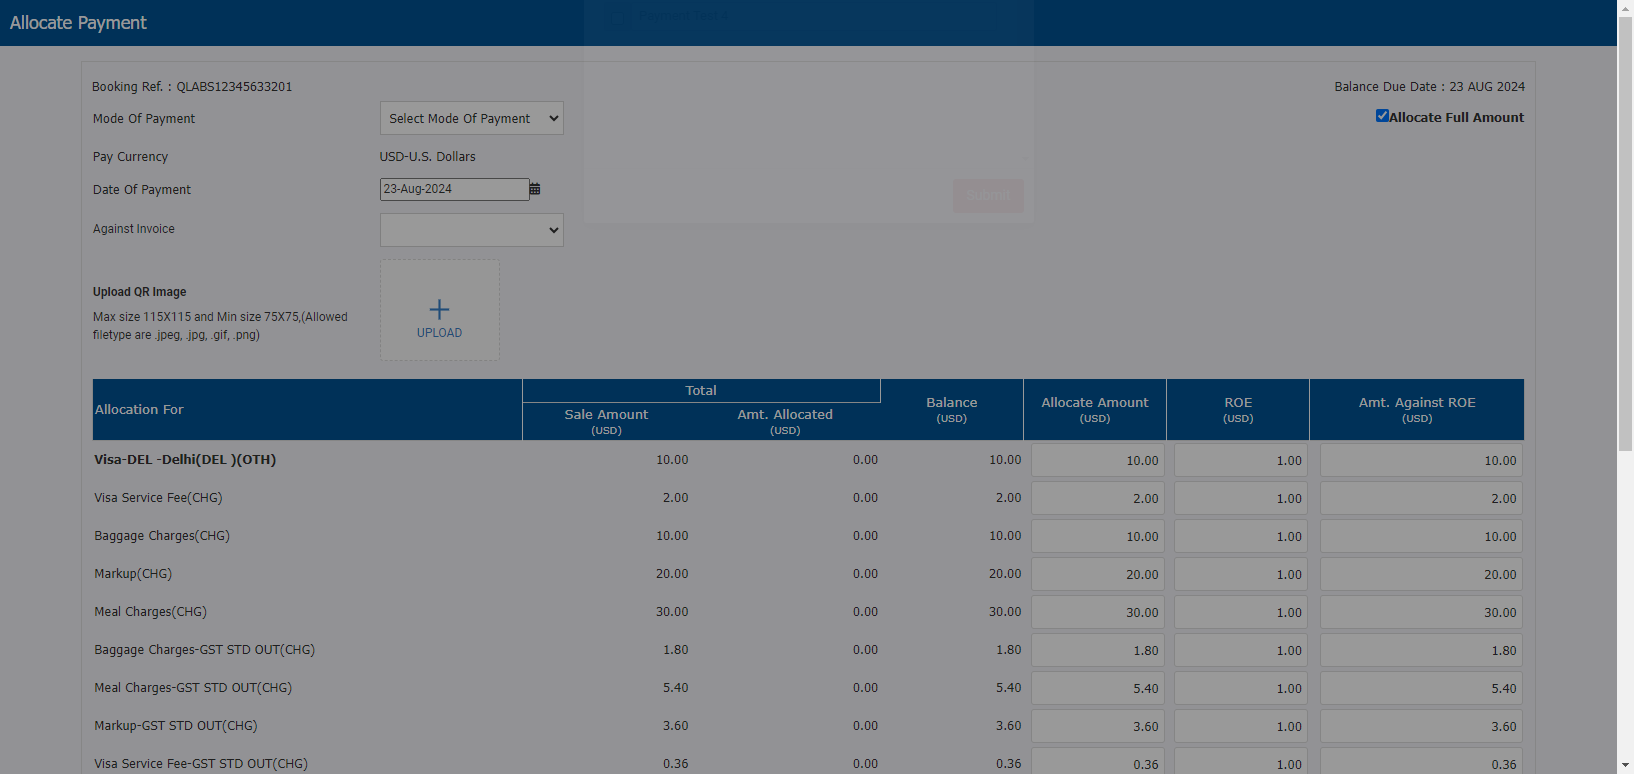 Allocate Payment
Booking Ref. : QLABS12345633201
Balance Due Date : 23 AUG 2024
Mode Of Payment
Select Mode Of Payment
Allocate Full Amount
Pay Currency
USD-U.S. Dollars
Date Of Payment
23-Aug-2024
Submit
Against Invoice
Upload QR Image
Max size 115X115 and Min size 75X75,(Allowed
filetype are .jpeg, .jpg, .gif, .png)
UPLOAD
Allocation For
Total
Sale Amount
(USD)
Amt. Allocated
(USD)
Balance
(USD)
Allocate Amount
(USD)
ROE
(USD)
Amt. Against ROE
(USD)
Visa-DEL -Delhi(DEL )(OTH) 10.00 0.00 10.00 10.00 1.00 10.00
Visa Service Fee(CHG) 2.00 0.00 2.00 2.00 1.00 2.00
Baggage Charges(CHG) 10.00 0.00 10.00 10.00 1.00 10.00
Markup(CHG) 20.00 0.00 20.00 20.00 1.00 20.00
Meal Charges(CHG) 30.00 0.00 30.00 30.00 1.00 30.00
Baggage Charges-GST STD OUT(CHG) 1.80 0.00 1.80 1.80 1.00 1.80
Meal Charges-GST STD OUT(CHG) 5.40 0.00 5.40 5.40 1.00 5.40
Markup-GST STD OUT(CHG) 3.60 0.00 3.60 3.60 1.00 3.60
Visa Service Fee-GST STD OUT(CHG) 0.36 0.00 0.36 0.36 1.00 0.36